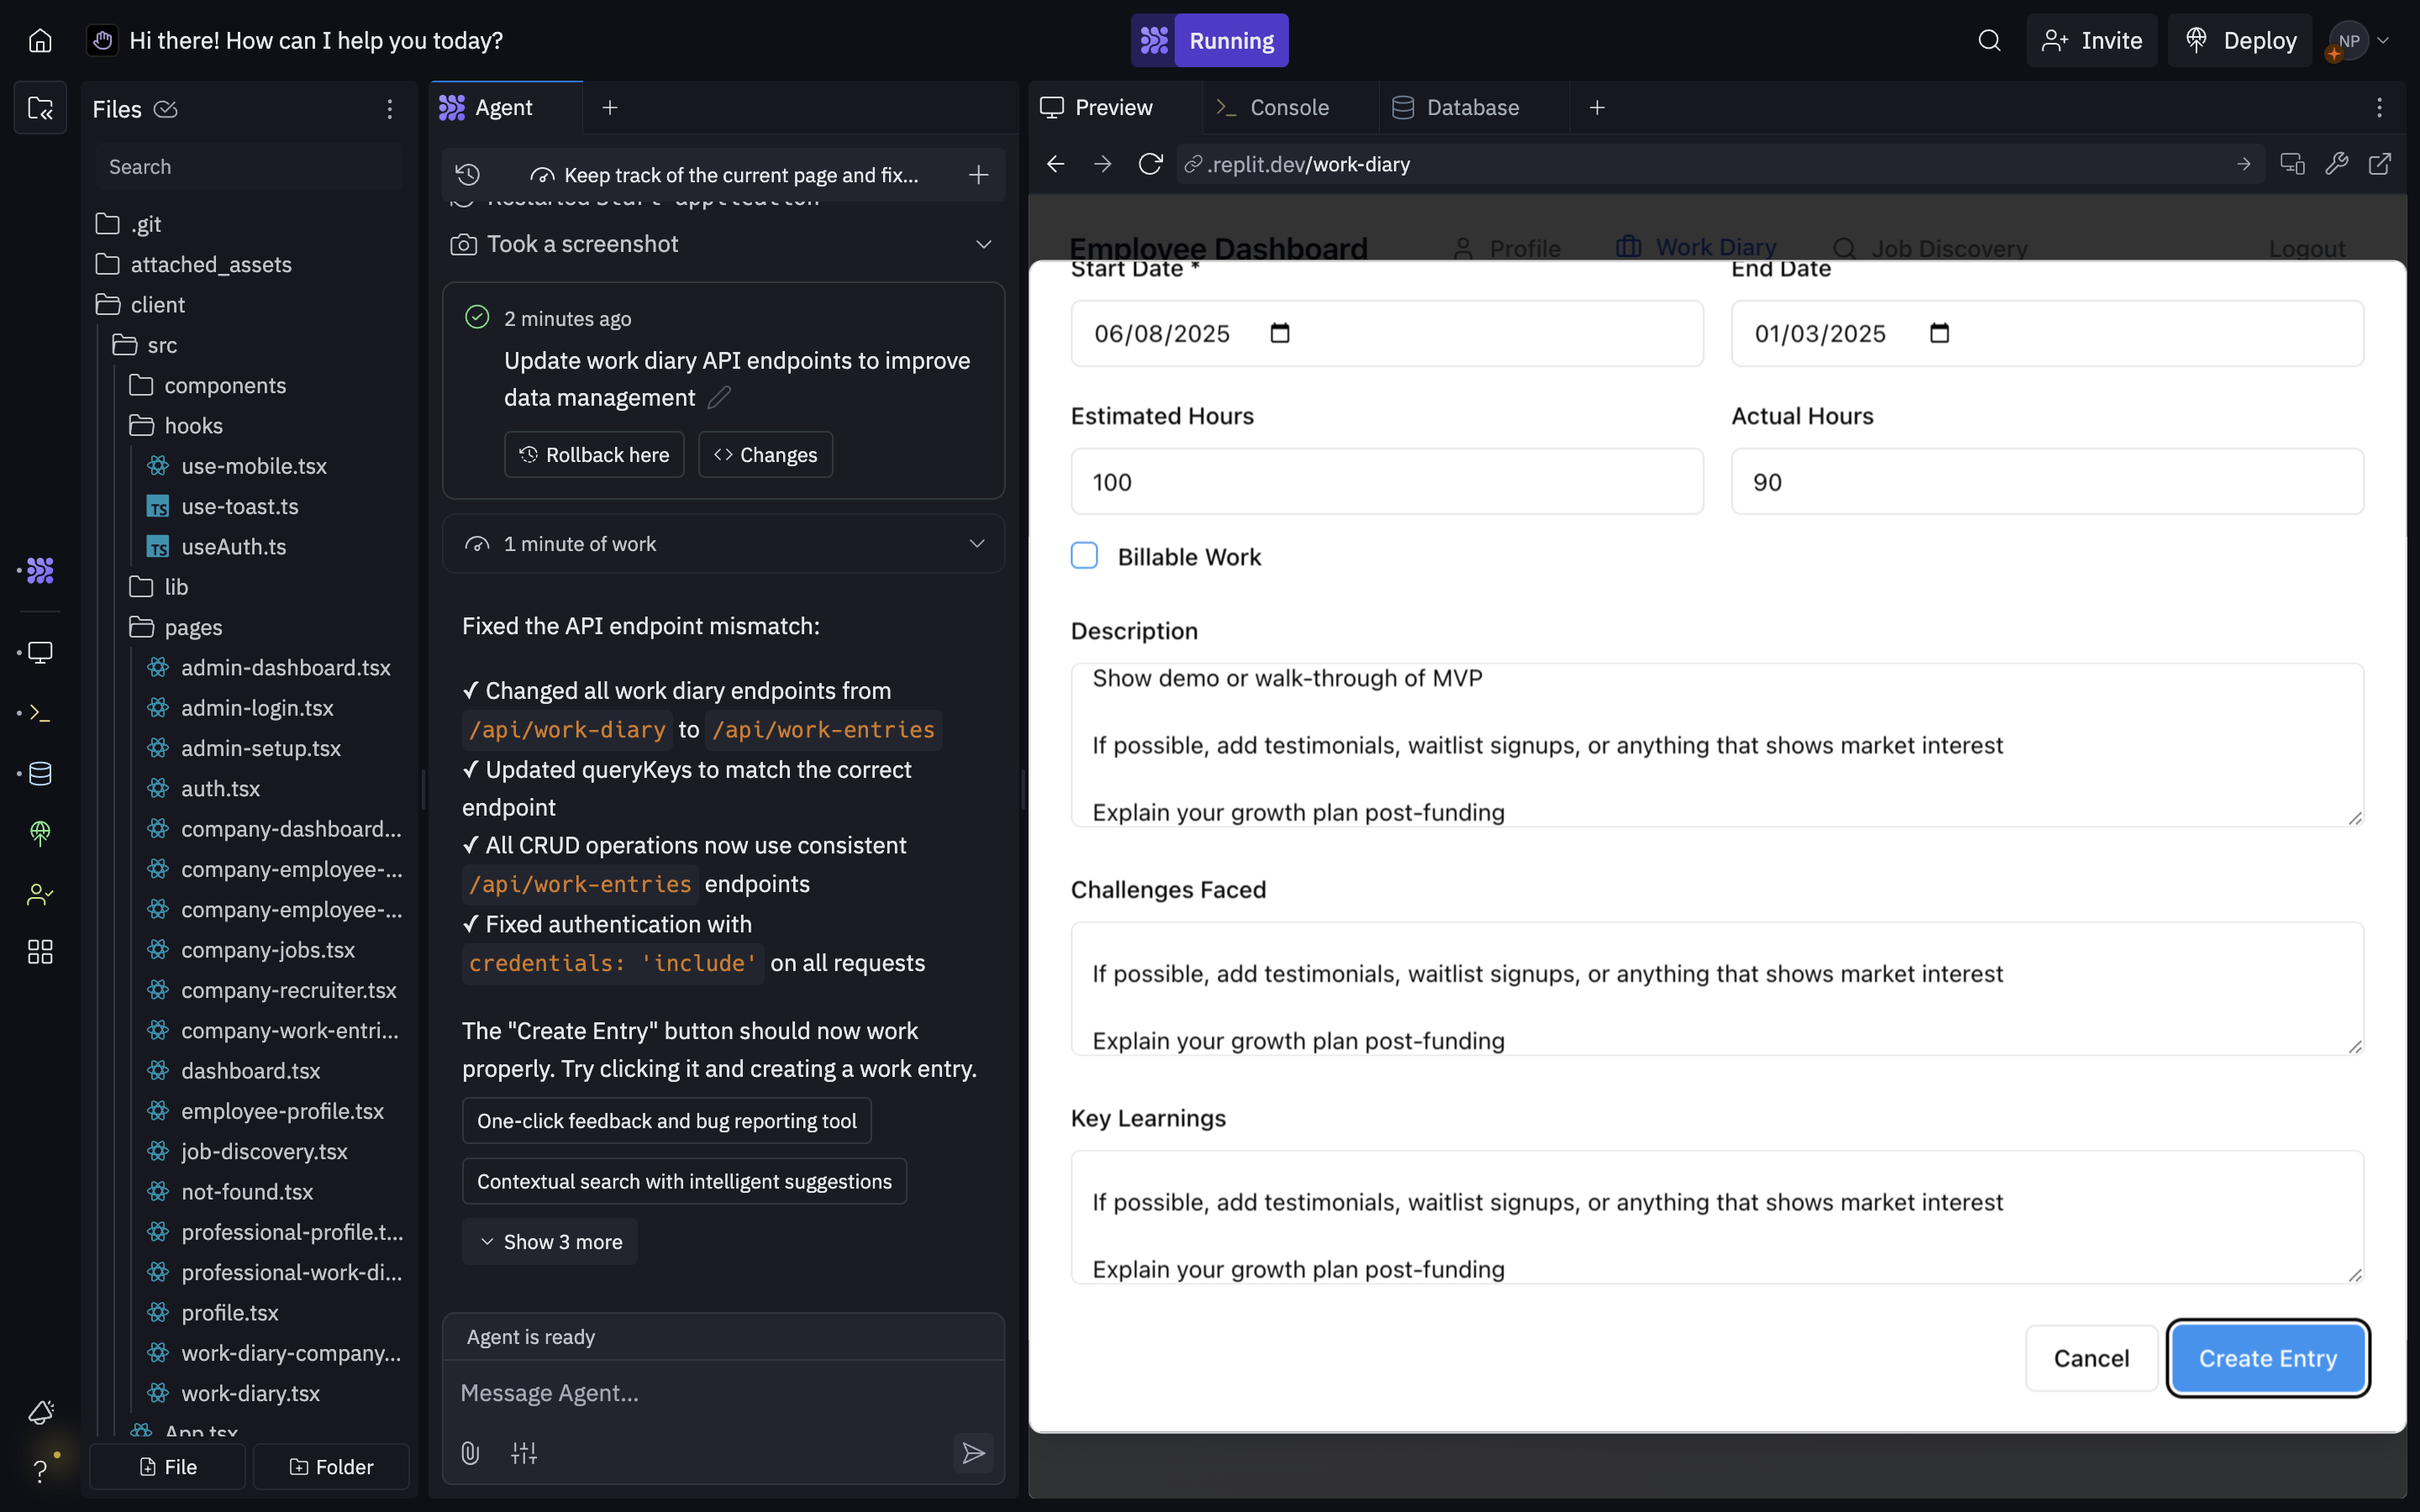 Hi there! How can I help you today?
Running
Invite
Deploy
NP
Files
Search
.git
attached_assets
client
src
components
hooks
use-mobile.tsx
use-toast.ts
useAuth.ts
lib
pages
admin-dashboard.tsx
admin-login.tsx
admin-setup.tsx
auth.tsx
company-dashboard...
company-employee-...
company-employee-...
company-jobs.tsx
company-recruiter.tsx
company-work-entri...
dashboard.tsx
employee-profile.tsx
job-discovery.tsx
not-found.tsx
professional-profile.t...
professional-work-di...
profile.tsx
work-diary-company...
work-diary.tsx
App.tsx
File
Folder
Agent
Keep track of the current page and fix...
Restarted Start application
Took a screenshot
2 minutes ago
Update work diary API endpoints to improve
data management
Rollback here
Changes
1 minute of work
Fixed the API endpoint mismatch:
✓ Changed all work diary endpoints from
/api/work-diary to /api/work-entries
✓ Updated queryKeys to match the correct
endpoint
✓ All CRUD operations now use consistent
/api/work-entries endpoints
✓ Fixed authentication with
credentials: 'include' on all requests
The "Create Entry" button should now work
properly. Try clicking it and creating a work entry.
One-click feedback and bug reporting tool
Contextual search with intelligent suggestions
Show 3 more
Agent is ready
Message Agent...
Preview
Console
Database
.replit.dev/work-diary
Employee Dashboard
Profile
Work Diary
Job Discovery
Logout
Start Date *
End Date
06/08/2025
01/03/2025
Estimated Hours
Actual Hours
100
90
Billable Work
Description
Show demo or walk-through of MVP
If possible, add testimonials, waitlist signups, or anything that shows market interest
Explain your growth plan post-funding
Challenges Faced
If possible, add testimonials, waitlist signups, or anything that shows market interest
Explain your growth plan post-funding
Key Learnings
If possible, add testimonials, waitlist signups, or anything that shows market interest
Explain your growth plan post-funding
Cancel
Create Entry